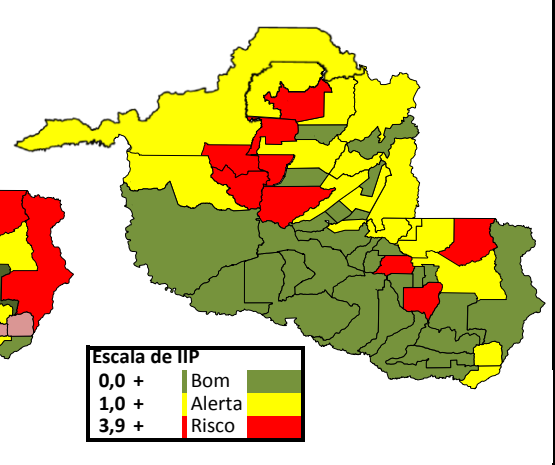 Escala de IIP
0,0 + Bom
1,0 + Alerta
3,9 + Risco